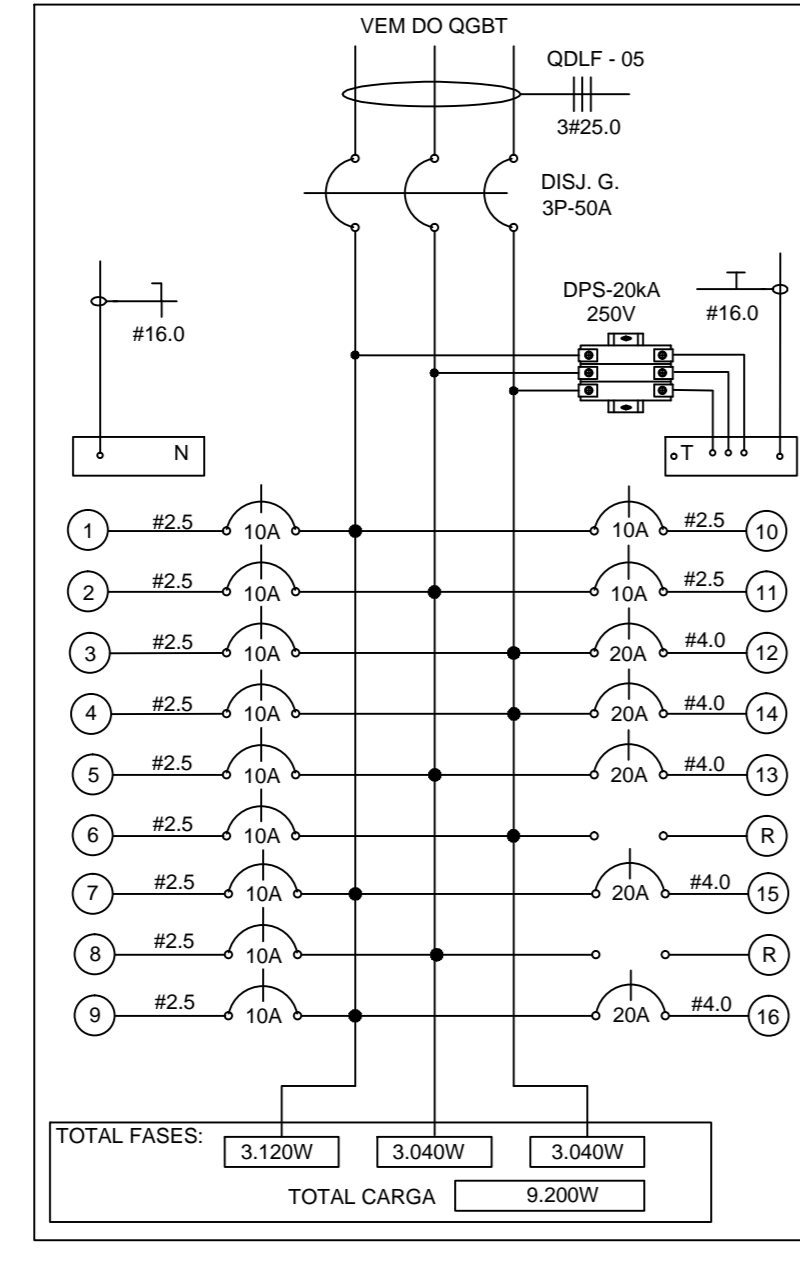 VEM DO QGBT
QDLF - 05
3#25.0
DISJ. G.
3P-50A
DPS-20kA
250V
#16.0
#16.0
N
T
1 #2.5 10A 10A #2.5 10
2 #2.5 10A 10A #2.5 11
3 #2.5 10A 20A #4.0 12
4 #2.5 10A 20A #4.0 14
5 #2.5 10A 20A #4.0 13
6 #2.5 10A R
7 #2.5 10A 20A #4.0 15
8 #2.5 10A R
9 #2.5 10A 20A #4.0 16
TOTAL FASES:
3.120W 3.040W 3.040W
TOTAL CARGA 9.200W